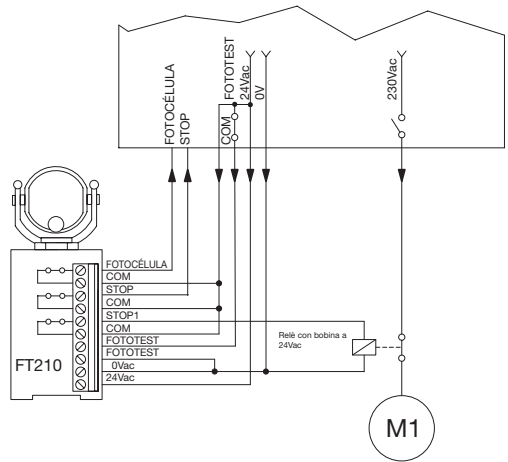 FOTOCÉLULA
STOP
COM
FOTOTEST
24Vac
0V
230Vac
FOTOCÉLULA
COM
STOP
COM
STOP1
COM
FOTOTEST
FOTOTEST
0Vac
24Vac
FT210
Relè con bobina a
24Vac
M1